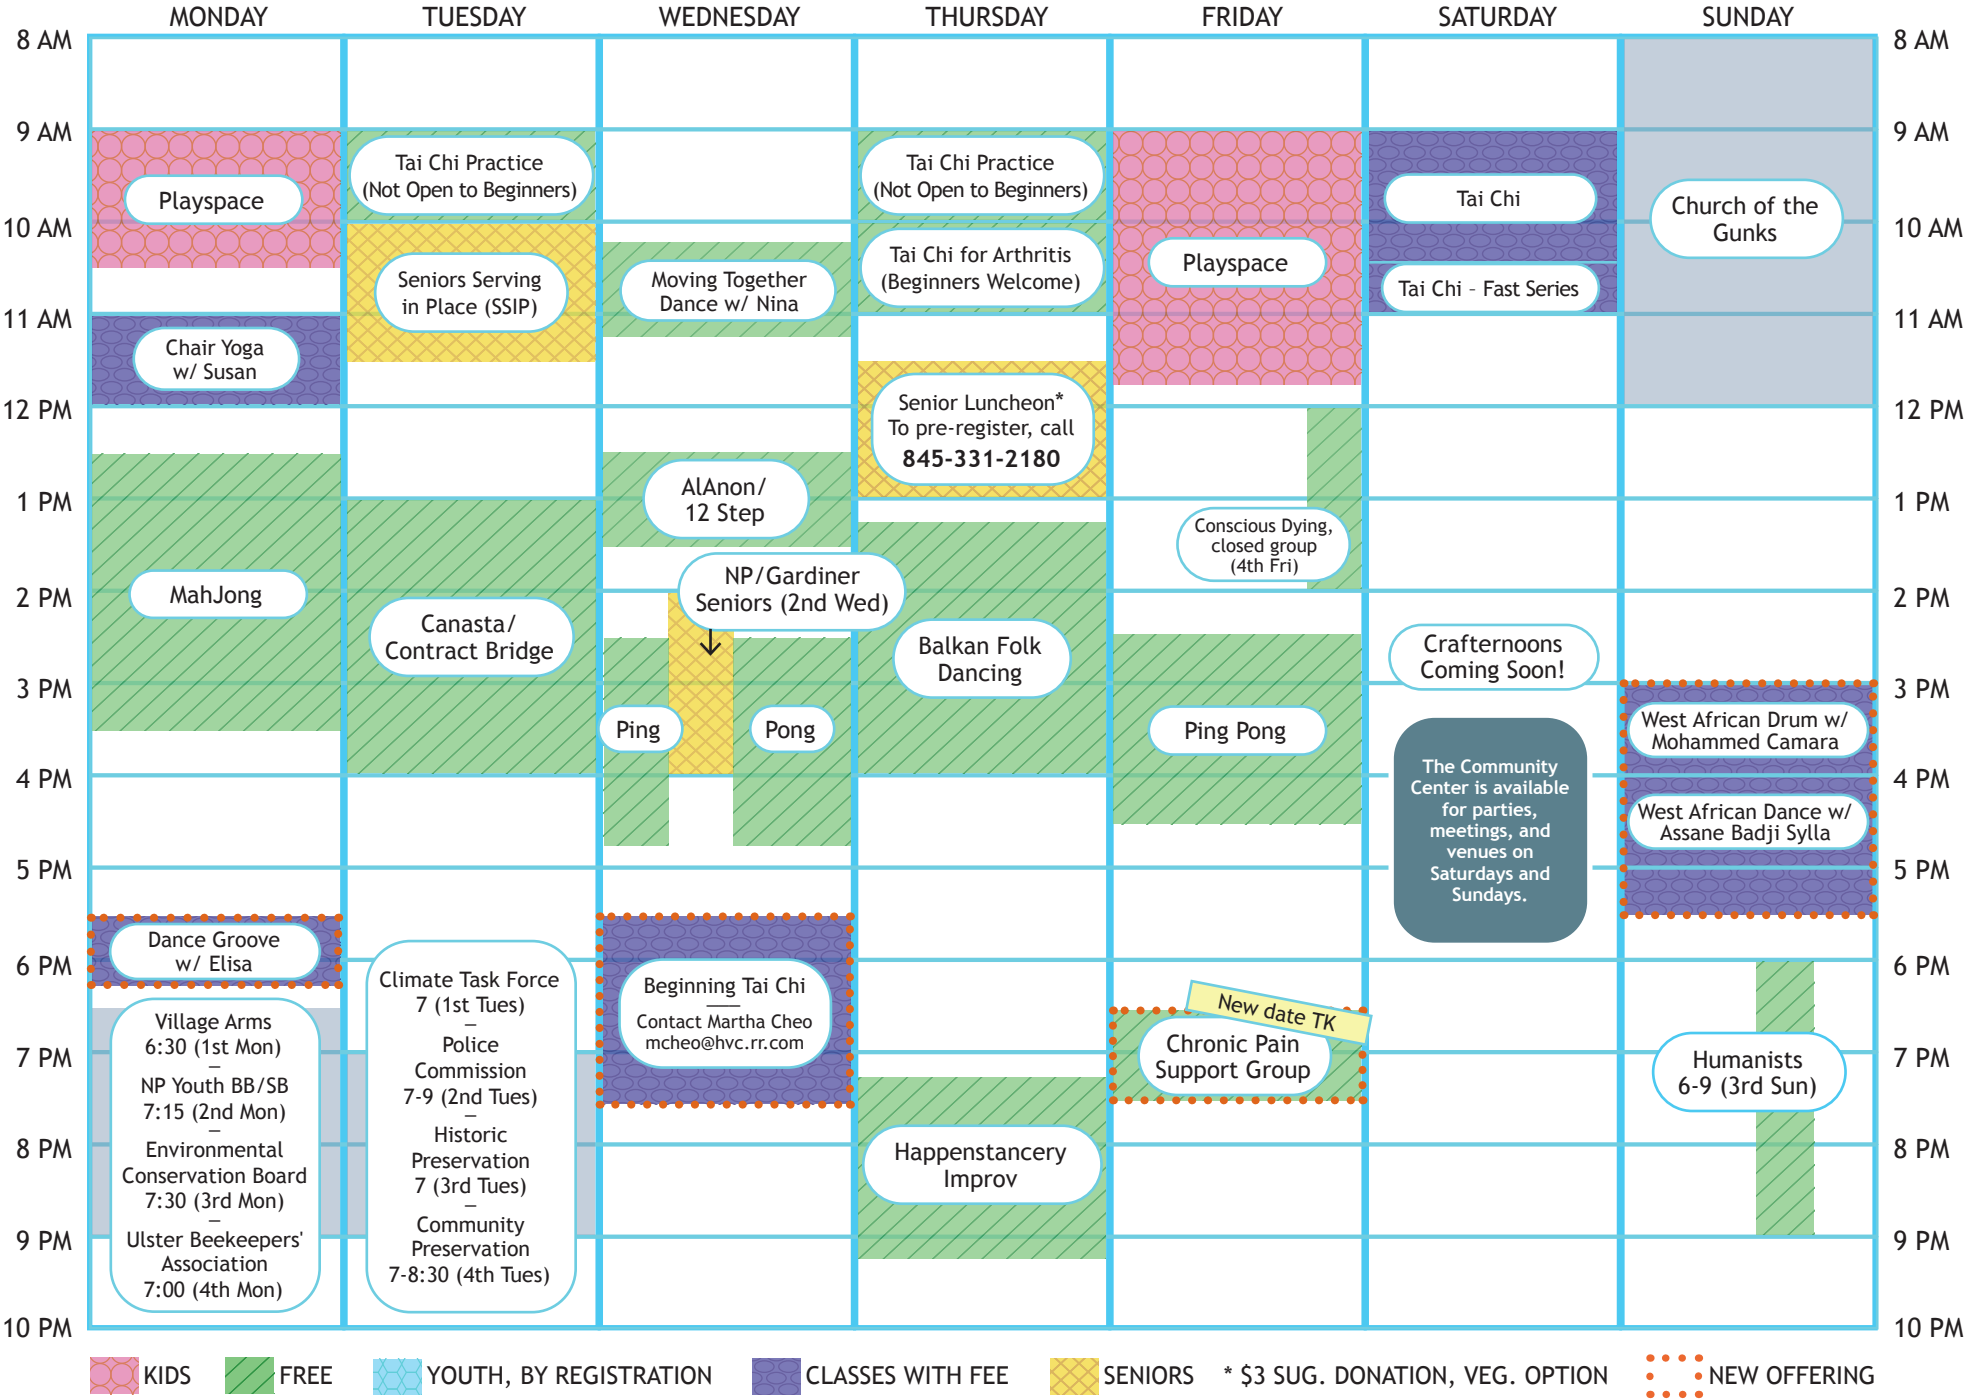 MONDAY TUESDAY WEDNESDAY THURSDAY FRIDAY SATURDAY SUNDAY
8 AM
9 AM
10 AM
11 AM
12 PM
1 PM
2 PM
3 PM
4 PM
5 PM
6 PM
7 PM
8 PM
9 PM
10 PM
Playspace
Chair Yoga
w/ Susan
MahJong
Dance Groove
w/ Elisa
Village Arms
6:30 (1st Mon)
–
NP Youth BB/SB
7:15 (2nd Mon)
–
Environmental
Conservation Board
7:30 (3rd Mon)
–
Ulster Beekeepers'
Association
7:00 (4th Mon)
Tai Chi Practice
(Not Open to Beginners)
Seniors Serving
in Place (SSIP)
Canasta/
Contract Bridge
Climate Task Force
7 (1st Tues)
–
Police
Commission
7-9 (2nd Tues)
–
Historic
Preservation
7 (3rd Tues)
–
Community
Preservation
7-8:30 (4th Tues)
Moving Together
Dance w/ Nina
AlAnon/
12 Step
NP/Gardiner
Seniors (2nd Wed)
Ping
Pong
Beginning Tai Chi
Contact Martha Cheo
mcheo@hvc.rr.com
Tai Chi Practice
(Not Open to Beginners)
Tai Chi for Arthritis
(Beginners Welcome)
Senior Luncheon*
To pre-register, call
845-331-2180
Balkan Folk
Dancing
Happenstancery
Improv
Playspace
Conscious Dying,
closed group
(4th Fri)
Ping Pong
New date TK
Chronic Pain
Support Group
Tai Chi
Tai Chi - Fast Series
Crafternoons
Coming Soon!
The Community
Center is available
for parties,
meetings, and
venues on
Saturdays and
Sundays.
Church of the
Gunks
West African Drum w/
Mohammed Camara
West African Dance w/
Assane Badji Sylla
Humanists
6-9 (3rd Sun)
8 AM
9 AM
10 AM
11 AM
12 PM
1 PM
2 PM
3 PM
4 PM
5 PM
6 PM
7 PM
8 PM
9 PM
10 PM
KIDS FREE YOUTH, BY REGISTRATION CLASSES WITH FEE SENIORS * $3 SUG. DONATION, VEG. OPTION NEW OFFERING